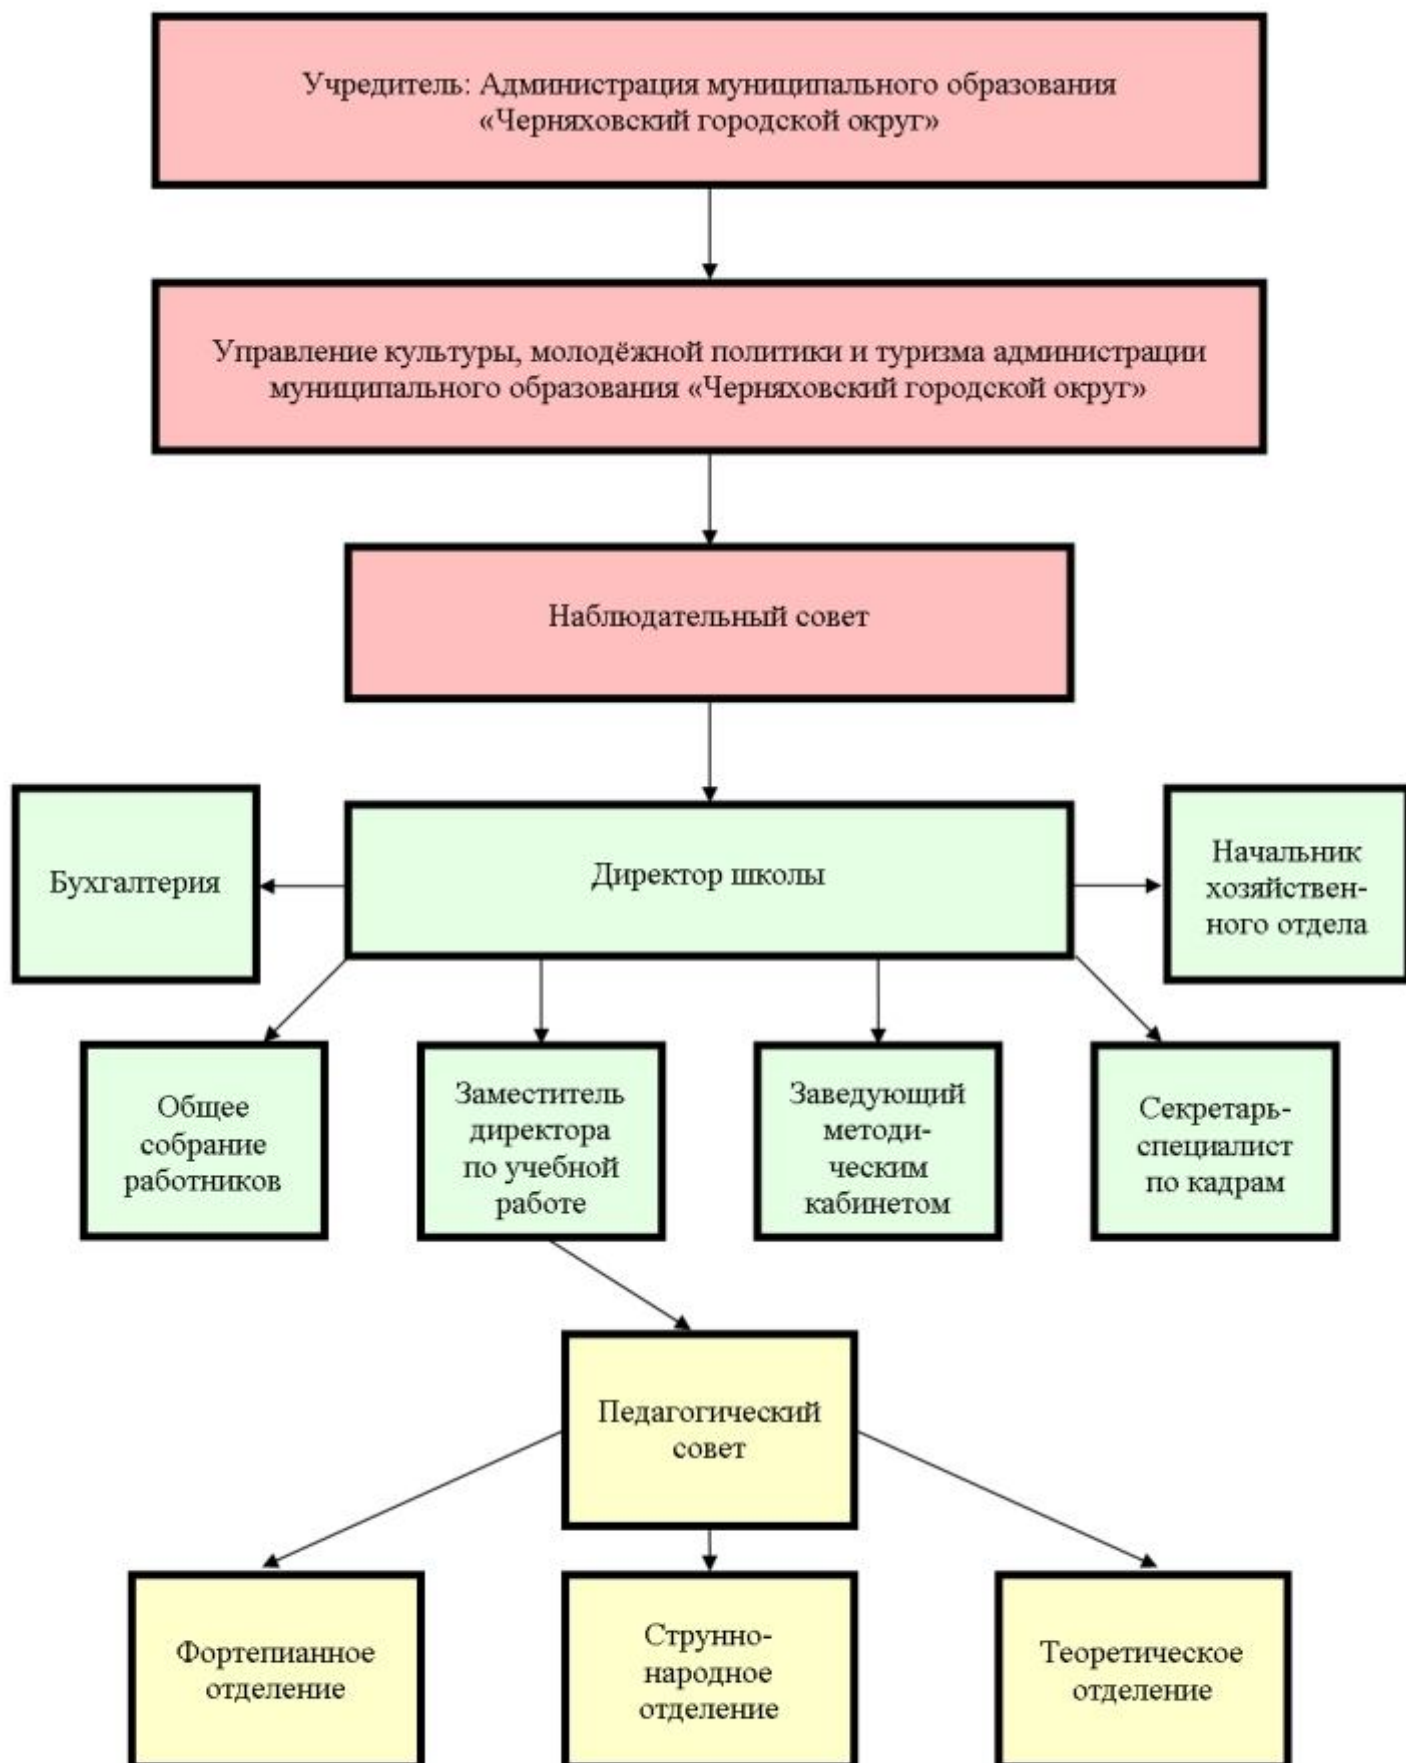 Учредитель: Администрация муниципального образования
«Черняховский городской округ»
Управление культуры, молодёжной политики и туризма администрации
муниципального образования «Черняховский городской округ»
Наблюдательный совет
Бухгалтерия
Директор школы
Начальник
хозяйствен-
ного отдела
Общее
собрание
работников
Заместитель
директора
по учебной
работе
Заведующий
методи-
ческим
кабинетом
Секретарь-
специалист
по кадрам
Педагогический
совет
Фортепианное
отделение
Струнно-
народное
отделение
Теоретическое
отделение